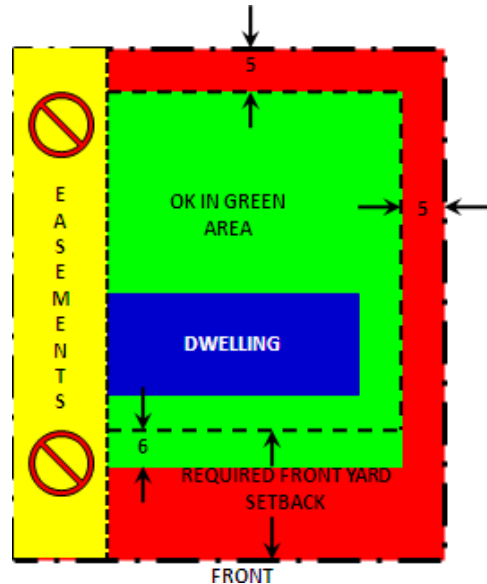 5
OK IN GREEN
AREA
5
E
A
S
E
M
E
N
T
S
DWELLING
6
REQUIRED FRONT YARD
SETBACK
FRONT